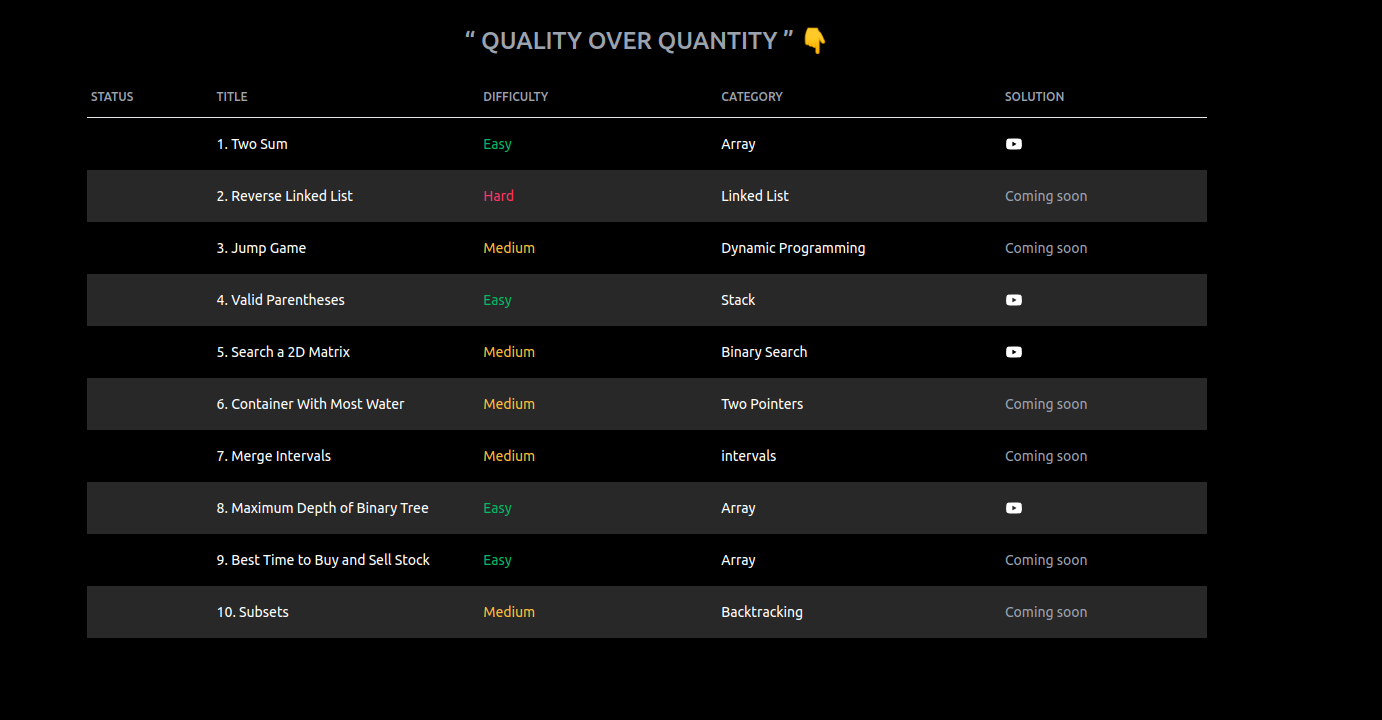 “ QUALITY OVER QUANTITY ” 👇
STATUS TITLE DIFFICULTY CATEGORY SOLUTION
1. Two Sum Easy Array
2. Reverse Linked List Hard Linked List Coming soon
3. Jump Game Medium Dynamic Programming Coming soon
4. Valid Parentheses Easy Stack
5. Search a 2D Matrix Medium Binary Search
6. Container With Most Water Medium Two Pointers Coming soon
7. Merge Intervals Medium intervals Coming soon
8. Maximum Depth of Binary Tree Easy Array
9. Best Time to Buy and Sell Stock Easy Array Coming soon
10. Subsets Medium Backtracking Coming soon